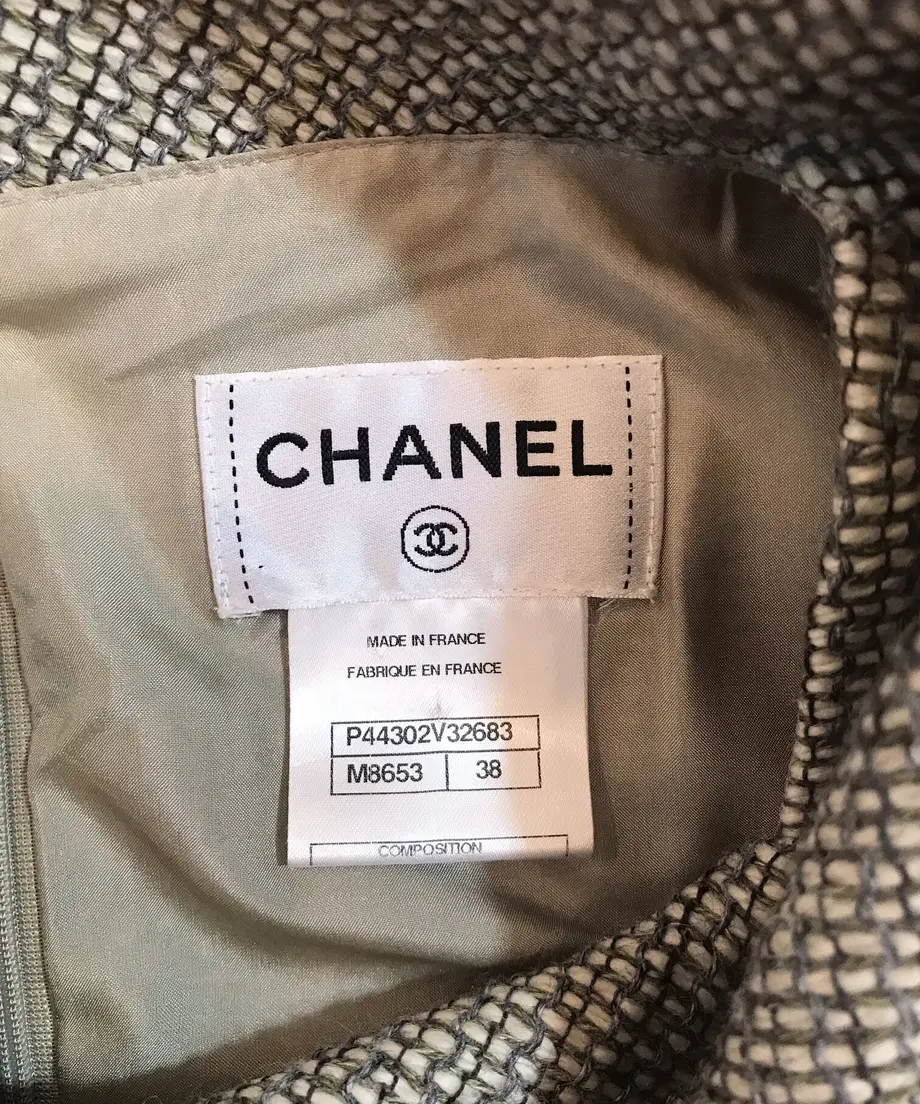 CHANEL
MADE IN FRANCE
FABRIQUE EN FRANCE
P44302V32683
M8653 38
COMPOSITION